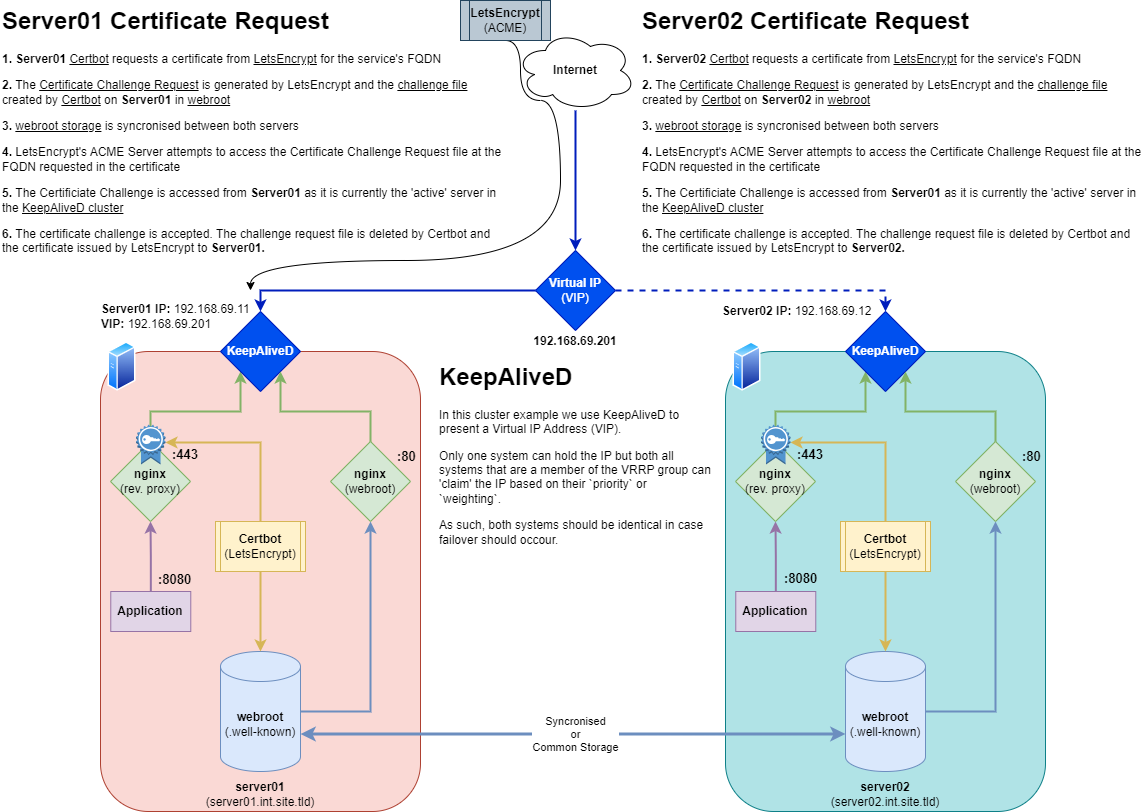 Server01 Certificate Request
1. Server01 Certbot requests a certificate from LetsEncrypt for the service's FQDN
2. The Certificate Challenge Request is generated by LetsEncrypt and the challenge file
created by Certbot on Server01 in webroot
3. webroot storage is syncronised between both servers
4. LetsEncrypt's ACME Server attempts to access the Certificate Challenge Request file at the
FQDN requested in the certificate
5. The Certificiate Challenge is accessed from Server01 as it is currently the 'active' server in
the KeepAliveD cluster
6. The certificate challenge is accepted. The challenge request file is deleted by Certbot and
the certificate issued by LetsEncrypt to Server01.
LetsEncrypt
(ACME)
Internet
Server02 Certificate Request
1. Server02 Certbot requests a certificate from LetsEncrypt for the service's FQDN
2. The Certificate Challenge Request is generated by LetsEncrypt and the challenge file
created by Certbot on Server02 in webroot
3. webroot storage is syncronised between both servers
4. LetsEncrypt's ACME Server attempts to access the Certificate Challenge Request file at the
FQDN requested in the certificate
5. The Certificiate Challenge is accessed from Server01 as it is currently the 'active' server in
the KeepAliveD cluster
6. The certificate challenge is accepted. The challenge request file is deleted by Certbot and
the certificate issued by LetsEncrypt to Server02.
Virtual IP
(VIP)
192.168.69.201
Server01 IP: 192.168.69.11
VIP: 192.168.69.201
KeepAliveD
:443
nginx
(rev. proxy)
:80
nginx
(webroot)
Certbot
(LetsEncrypt)
:8080
Application
webroot
(.well-known)
server01
(server01.int.site.tld)
KeepAliveD
In this cluster example we use KeepAliveD to
present a Virtual IP Address (VIP).
Only one system can hold the IP but both all
systems that are a member of the VRRP group can
'claim' the IP based on their `priority` or
`weighting`.
As such, both systems should be identical in case
failover should occour.
Syncronised
or
Common Storage
Server02 IP: 192.168.69.12
KeepAliveD
:443
nginx
(rev. proxy)
:80
nginx
(webroot)
Certbot
(LetsEncrypt)
:8080
Application
webroot
(.well-known)
server02
(server02.int.site.tld)